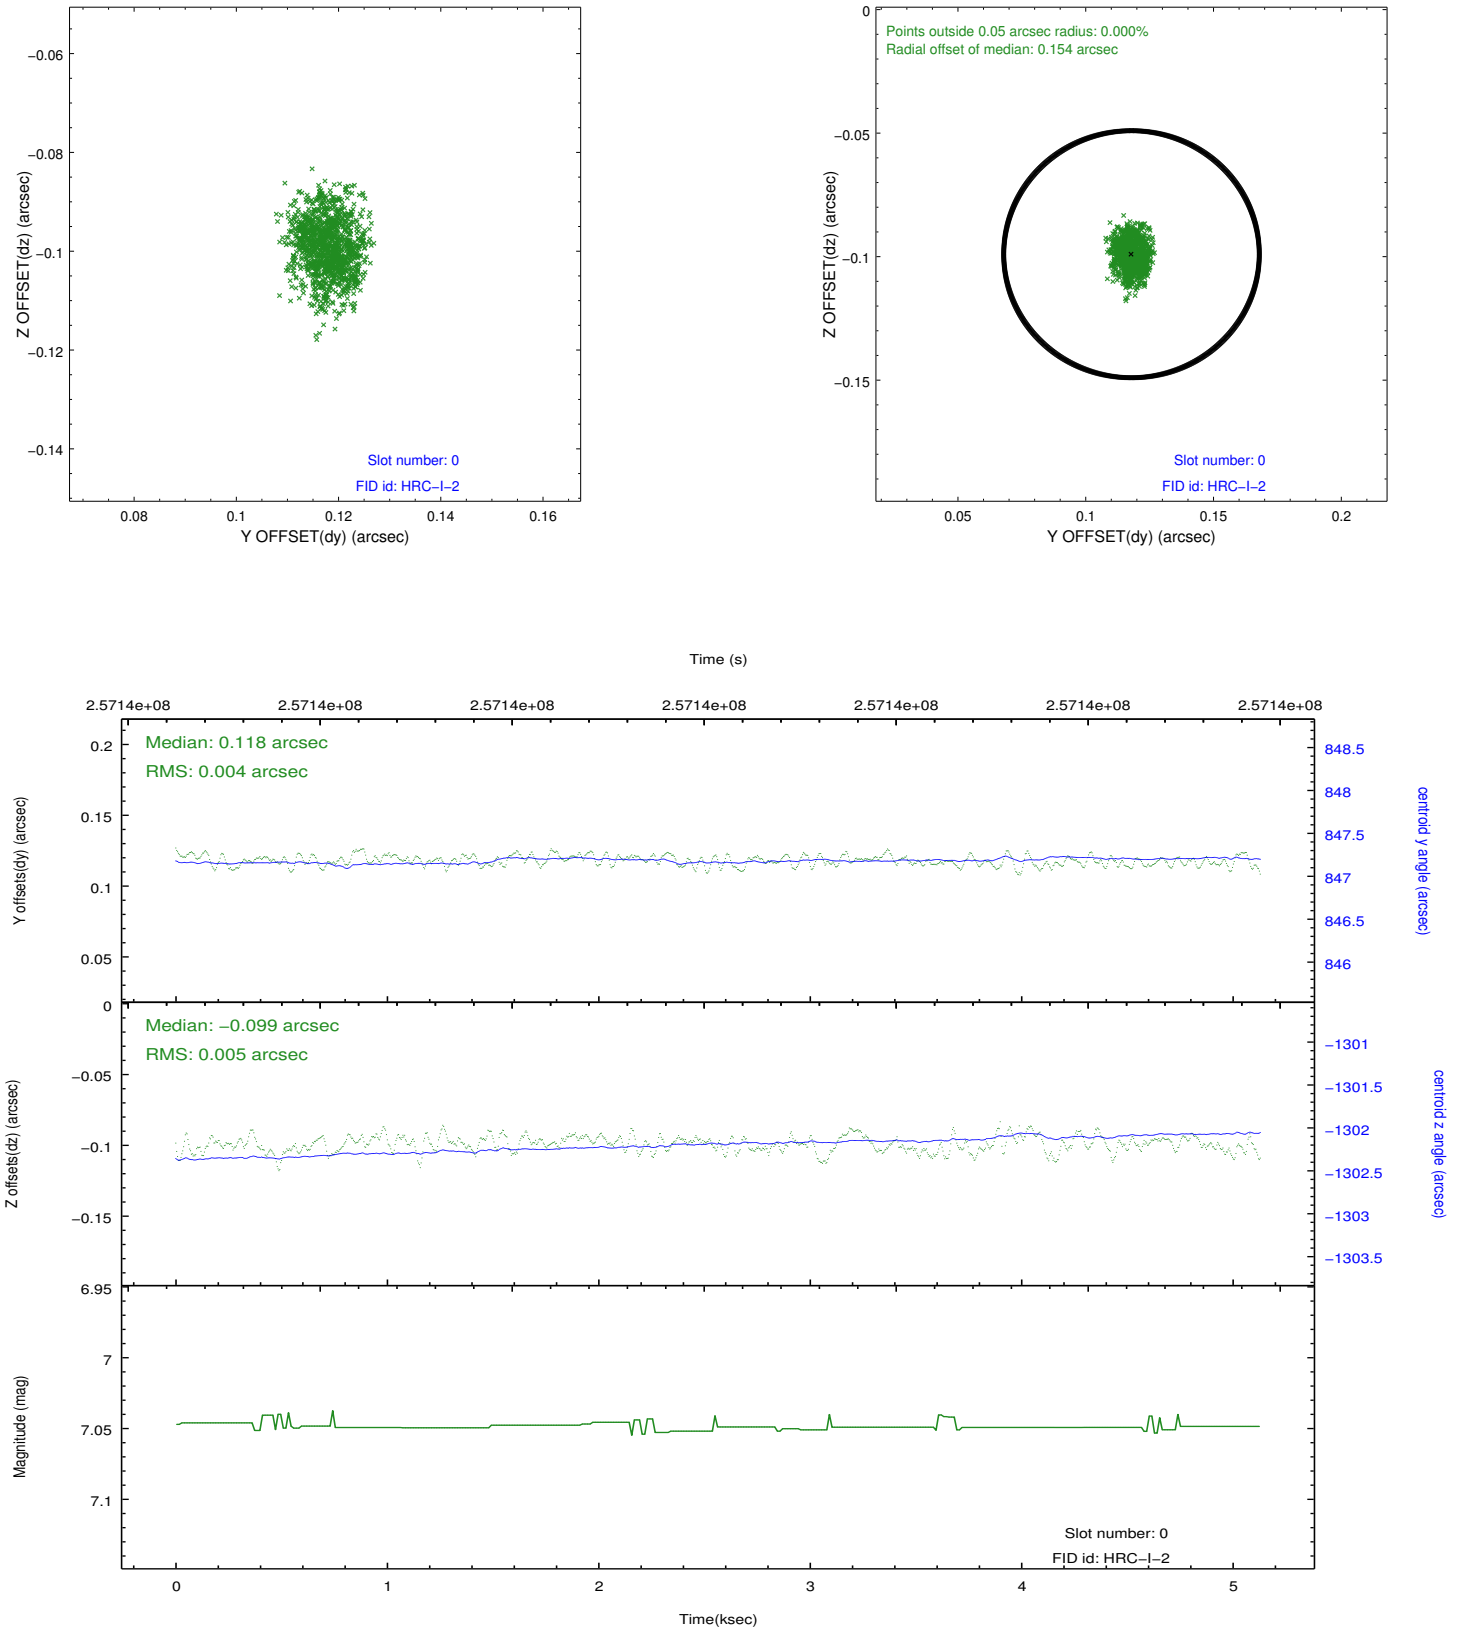 −0.06
−0.08
−0.1
−0.12
−0.14
Z OFFSET(dz) (arcsec)
Slot number: 0
FID id: HRC−I−2
0.08
0.1
0.12
0.14
0.16
Y OFFSET(dy) (arcsec)
0
−0.05
−0.1
−0.15
Z OFFSET(dz) (arcsec)
Points outside 0.05 arcsec radius: 0.000%
Radial offset of median: 0.154 arcsec
Slot number: 0
FID id: HRC−I−2
0.05
0.1
0.15
0.2
Y OFFSET(dy) (arcsec)
Time (s)
2.5714e+08
2.5714e+08
2.5714e+08
2.5714e+08
2.5714e+08
2.5714e+08
2.5714e+08
Median: 0.118 arcsec
RMS: 0.004 arcsec
0.2
0.15
0.1
0.05
Y offsets(dy) (arcsec)
848.5
848
847.5
847
846.5
846
centroid y angle (arcsec)
Median: −0.099 arcsec
RMS: 0.005 arcsec
0
−0.05
−0.1
−0.15
Z offsets(dz) (arcsec)
−1301
−1301.5
−1302
−1302.5
−1303
−1303.5
centroid z angle (arcsec)
6.95
7
7.05
7.1
Magnitude (mag)
Slot number: 0
FID id: HRC−I−2
0
1
2
3
4
5
Time(ksec)